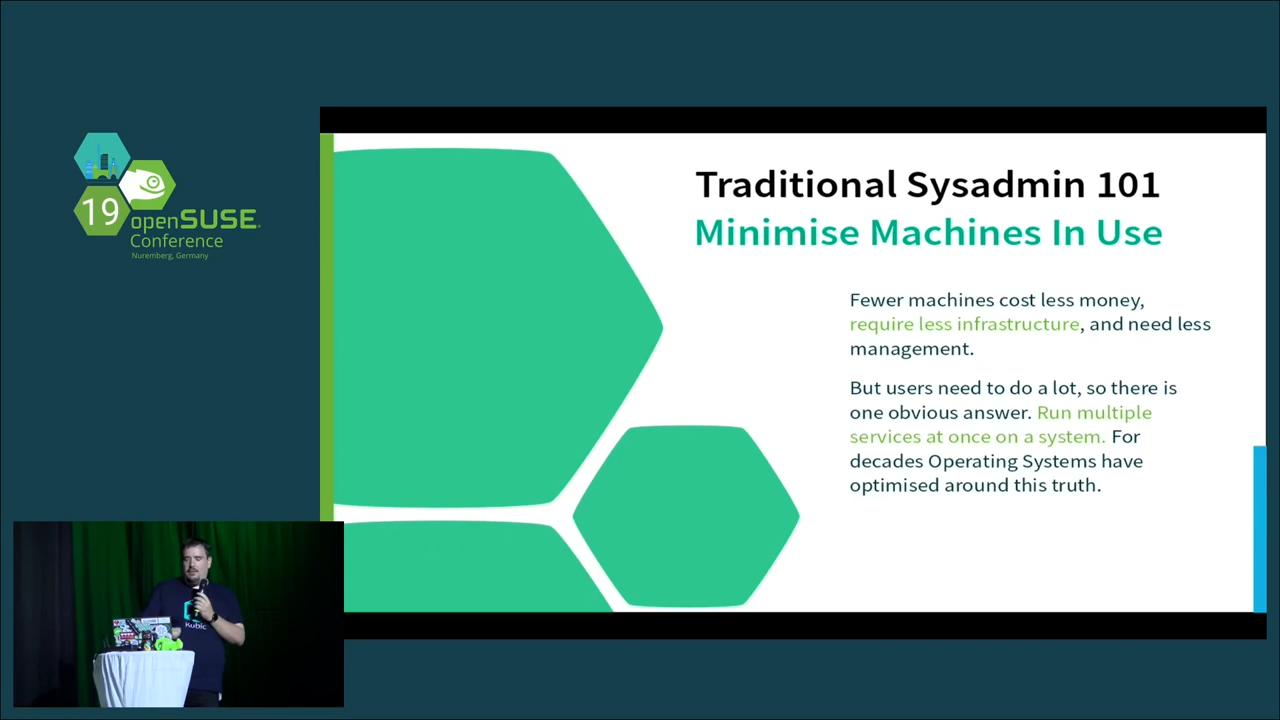 19
openSUSE
Conference
Nuremberg, Germany
Traditional Sysadmin 101
Minimise Machines In Use
Fewer machines cost less money,
require less infrastructure, and need less
management.
But users need to do a lot, so there is
one obvious answer. Run multiple
services at once on a system. For
decades Operating Systems have
optimised around this truth.
Kubic